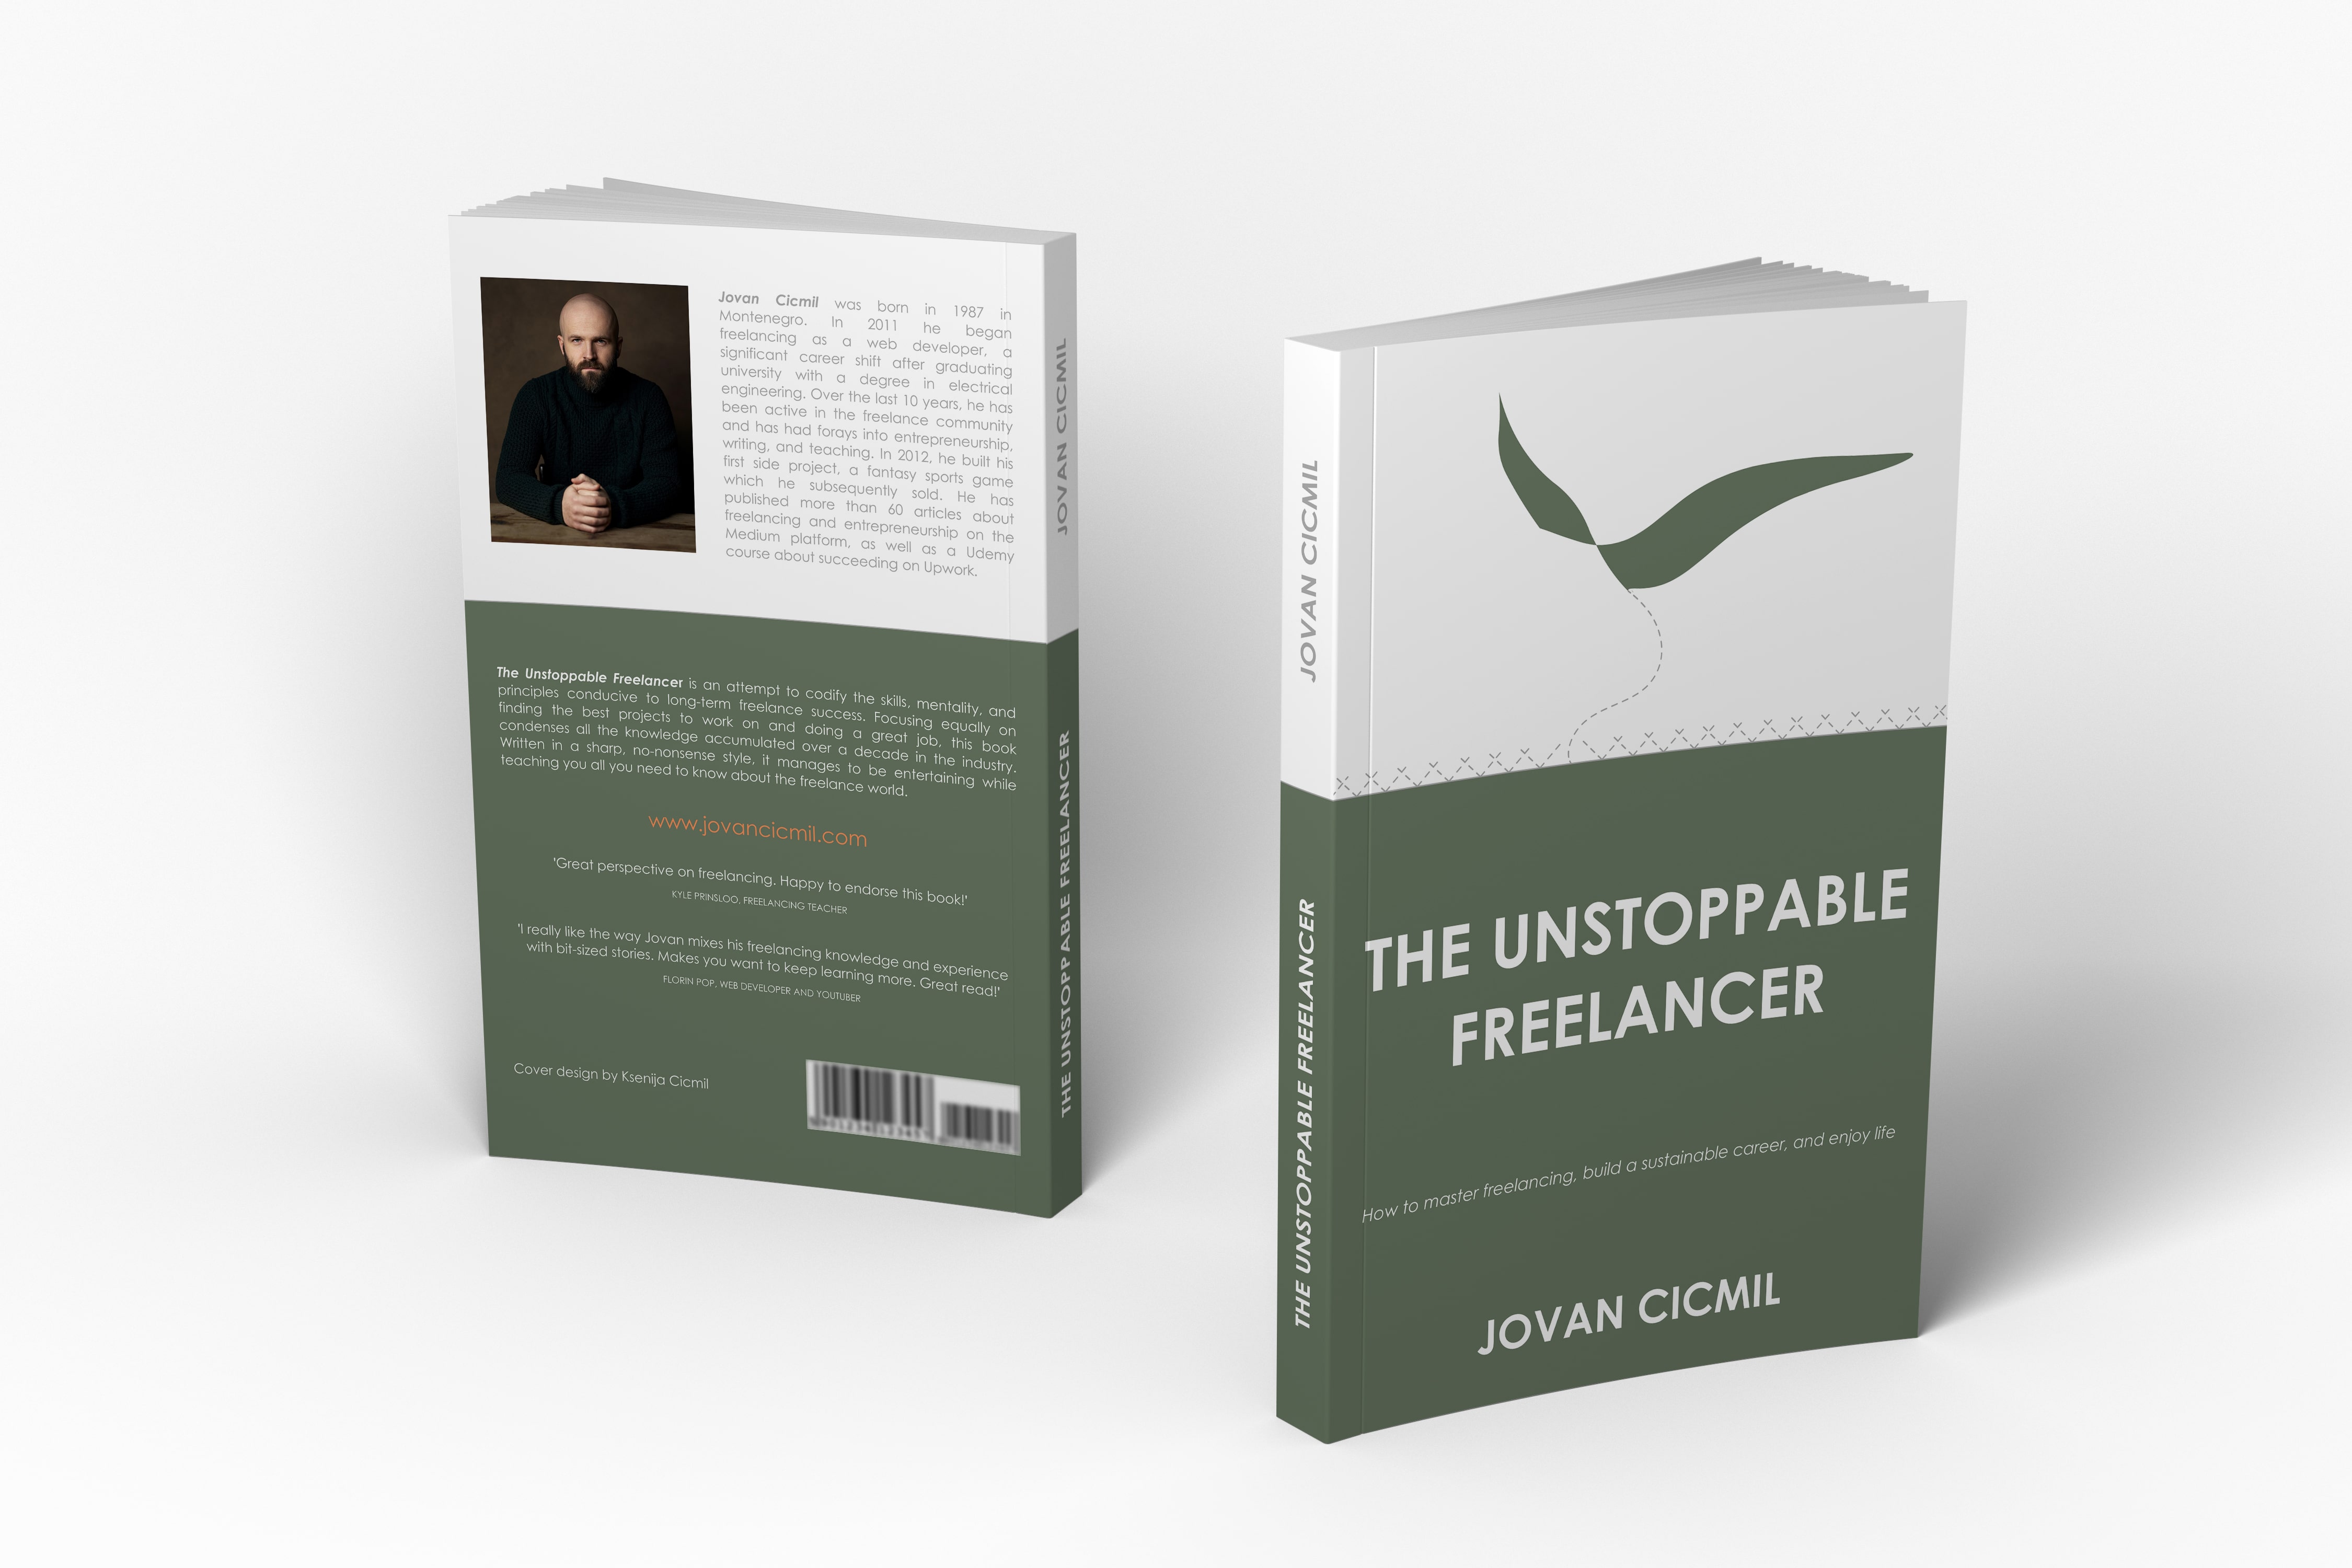 Jovan Cicmil was born in 1987 in
Montenegro. In 2011 he began
freelancing as a web developer, a
significant career shift after graduating
university with a degree in electrical
engineering. Over the last 10 years, he has
been active in the freelance community
and has had forays into entrepreneurship,
writing, and teaching. In 2012, he built his
first side project, a fantasy sports game
which he subsequently sold. He has
published more than 60 articles about
freelancing and entrepreneurship on the
Medium platform, as well as a Udemy
course about succeeding on Upwork.
The Unstoppable Freelancer is an attempt to codify the skills, mentality, and
principles conducive to long-term freelance success. Focusing equally on
finding the best projects to work on and doing a great job, this book
condenses all the knowledge accumulated over a decade in the industry.
Written in a sharp, no-nonsense style, it manages to be entertaining while
teaching you all you need to know about the freelance world.
www.jovancicmil.com
'Great perspective on freelancing. Happy to endorse this book!'
KYLE PRINSLOO, FREELANCING TEACHER
'I really like the way Jovan mixes his freelancing knowledge and experience
with bit-sized stories. Makes you want to keep learning more. Great read!'
FLORIN POP, WEB DEVELOPER AND YOUTUBER
Cover design by Ksenija Cicmil
JOVAN CICMIL
THE UNSTOPPABLE FREELANCER
JOVAN CICMIL
THE UNSTOPPABLE FREELANCER
THE UNSTOPPABLE
FREELANCER
How to master freelancing, build a sustainable career, and enjoy life
JOVAN CICMIL